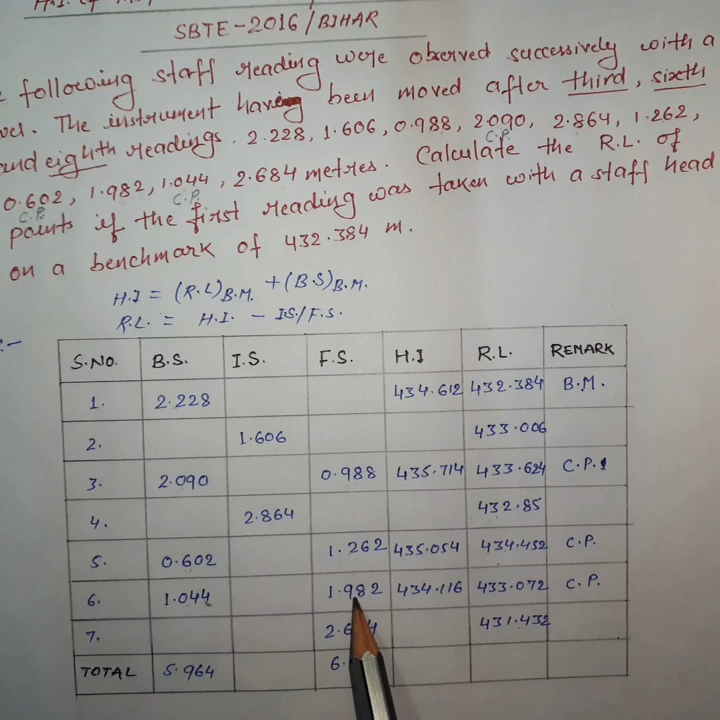 SBTE-2016/BIHAR
following staff reading were observed successively with a
The instrument having been moved after third, sixth
and eighth readings. 2.228, 1.606, 0.988, 2.090, 2.864, 1.262,
C.P.
0.602, 1.982, 1.044, 2.684 metres. Calculate the R.L. of
C.P. C.P.
points if the first reading was taken with a staff head
on a benchmark of 432.384 m.
H.I = (R.L)B.M. + (B.S)B.M.
R.L. = H.I. - I.S/F.S.
:-
S.NO. B.S. I.S. F.S. H.I R.L. REMARK
1. 2.228 434.612 432.384 B.M.
2. 1.606 433.006
3. 2.090 0.988 435.714 433.624 C.P.1
4. 2.864 432.85
5. 0.602 1.262 435.054 434.452 C.P.
6. 1.044 1.982 434.116 433.072 C.P.
7. 431.432
TOTAL 5.964